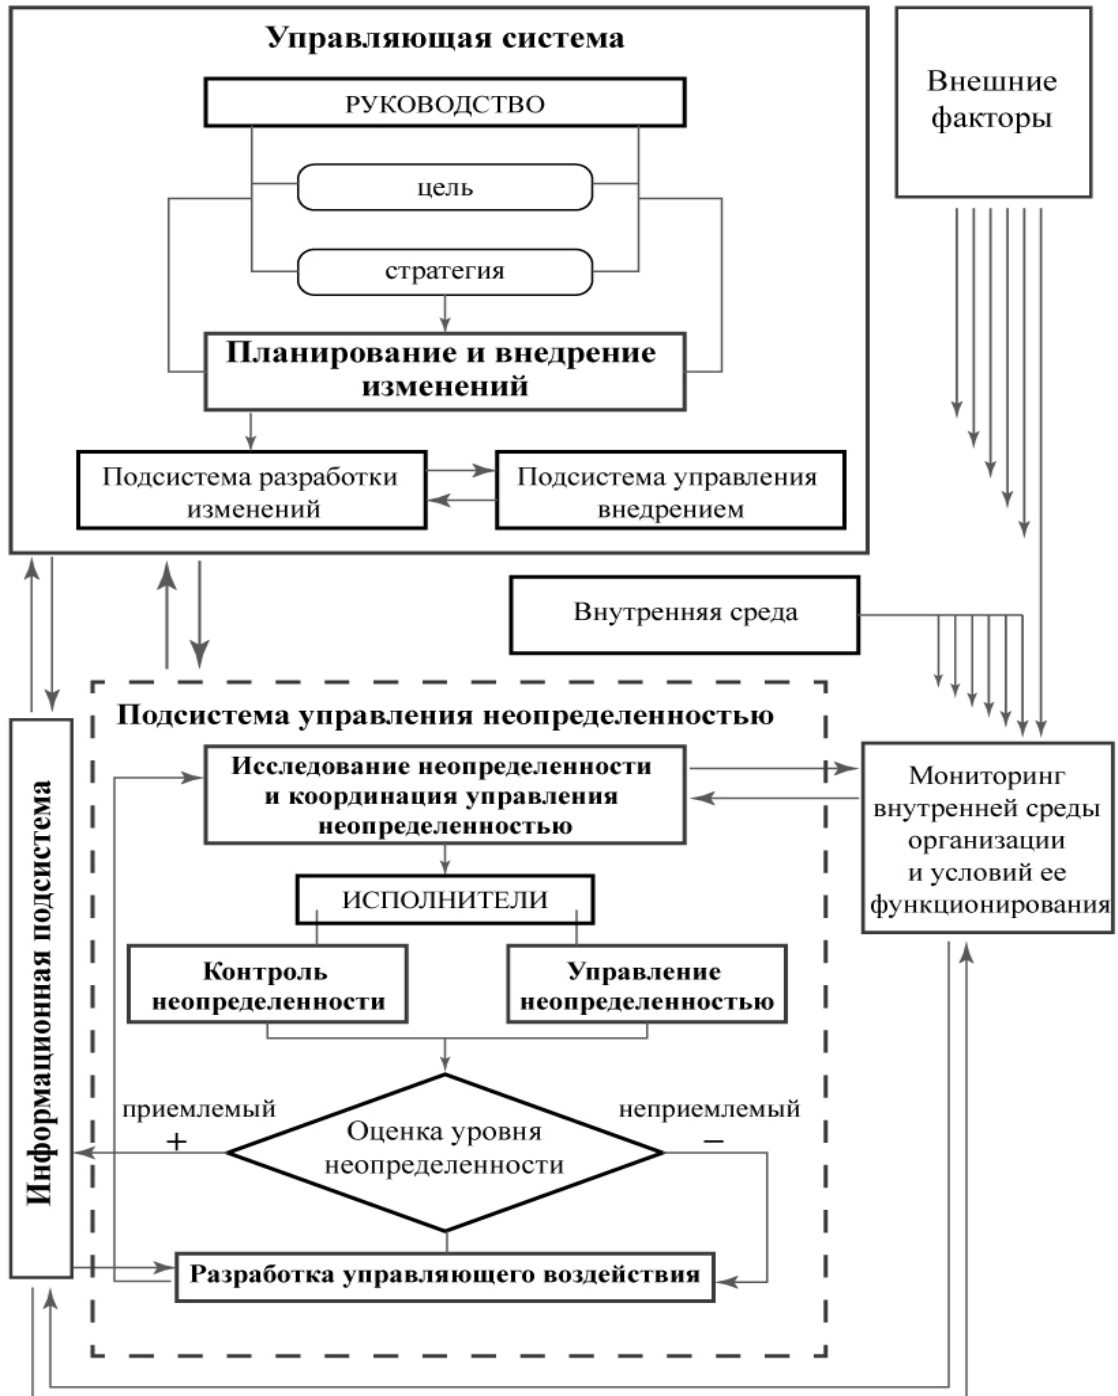 Управляющая система
РУКОВОДСТВО
цель
стратегия
Планирование и внедрение
изменений
Подсистема разработки
изменений
Подсистема управления
внедрением
Внешние
факторы
Внутренняя среда
Информационная подсистема
Подсистема управления неопределенностью
Исследование неопределенности
и координация управления
неопределенностью
ИСПОЛНИТЕЛИ
Контроль
неопределенности
Управление
неопределенностью
приемлемый
+
неприемлемый
–
Оценка уровня
неопределенности
Разработка управляющего воздействия
Мониторинг
внутренней среды
организации
и условий ее
функционирования